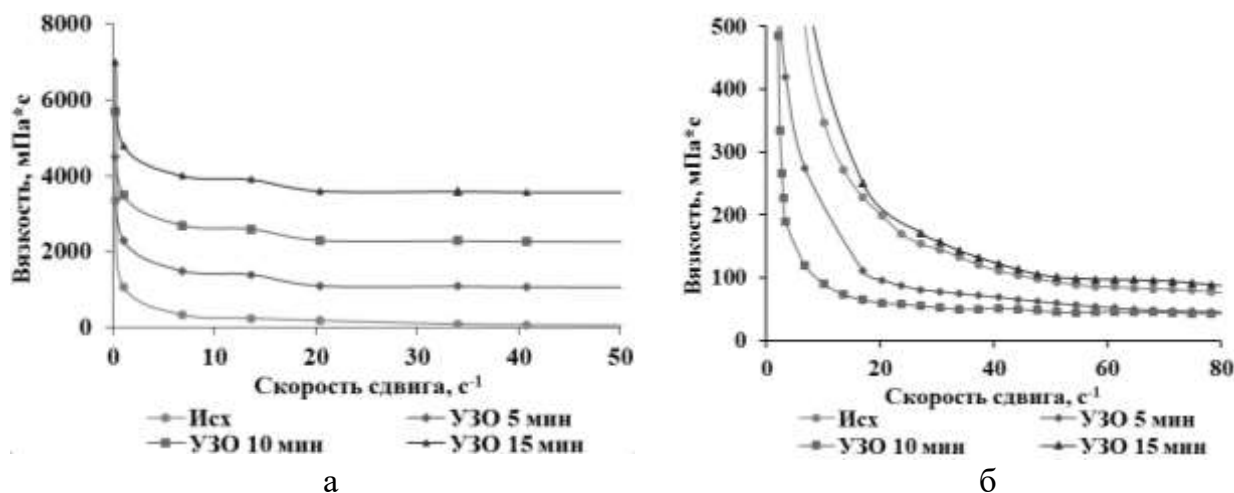 8000
6000
4000
2000
0
Вязкость, мПа*с
0 10 20 30 40 50
Скорость сдвига, с-1
Исх УЗО 5 мин
УЗО 10 мин УЗО 15 мин
а
500
400
300
200
100
0
Вязкость, мПа*с
0 20 40 60 80
Скорость сдвига, с-1
Исх УЗО 5 мин
УЗО 10 мин УЗО 15 мин
б